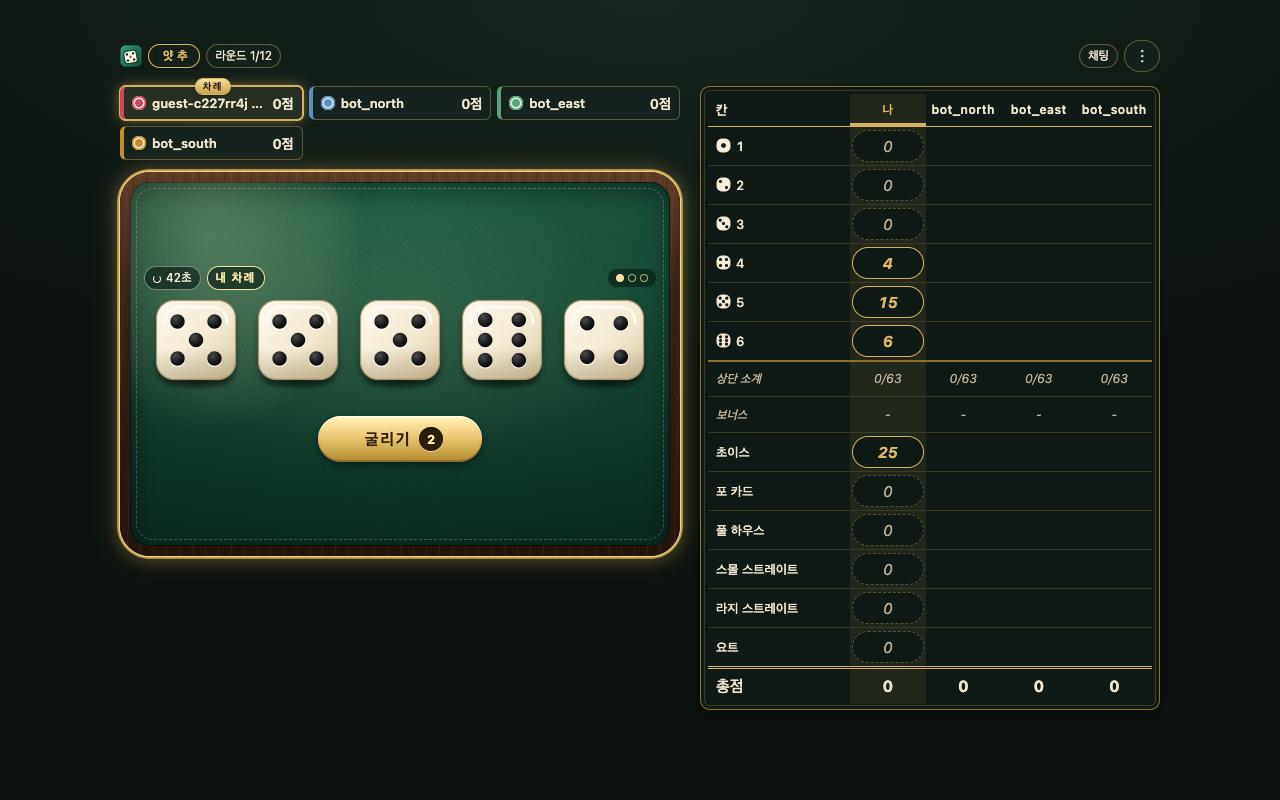 얏 추 라운드 1/12 채팅
차례
guest-c227rr4j ... 0점 bot_north 0점 bot_east 0점
bot_south 0점
42초 내 차례
굴리기 2
칸 나 bot_north bot_east bot_south
1 0
2 0
3 0
4 4
5 15
6 6
상단 소계 0/63 0/63 0/63 0/63
보너스 - - - -
초이스 25
포 카드 0
풀 하우스 0
스몰 스트레이트 0
라지 스트레이트 0
요트 0
총점 0 0 0 0